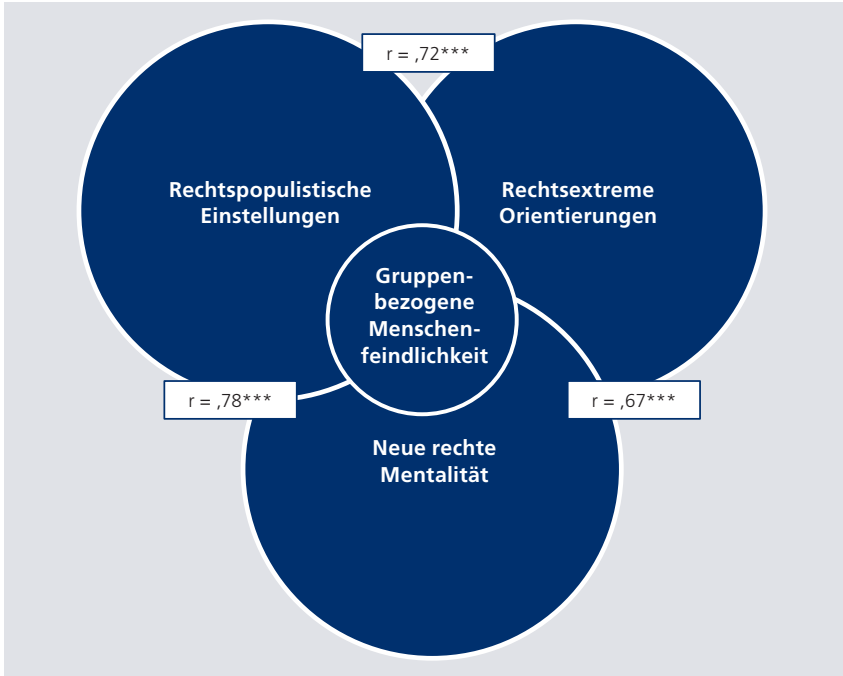 r = ,72***
Rechtspopulistische
Einstellungen
Rechtsextreme
Orientierungen
Gruppen-
bezogene
Menschen-
feindlichkeit
r = ,78***
r = ,67***
Neue rechte
Mentalität